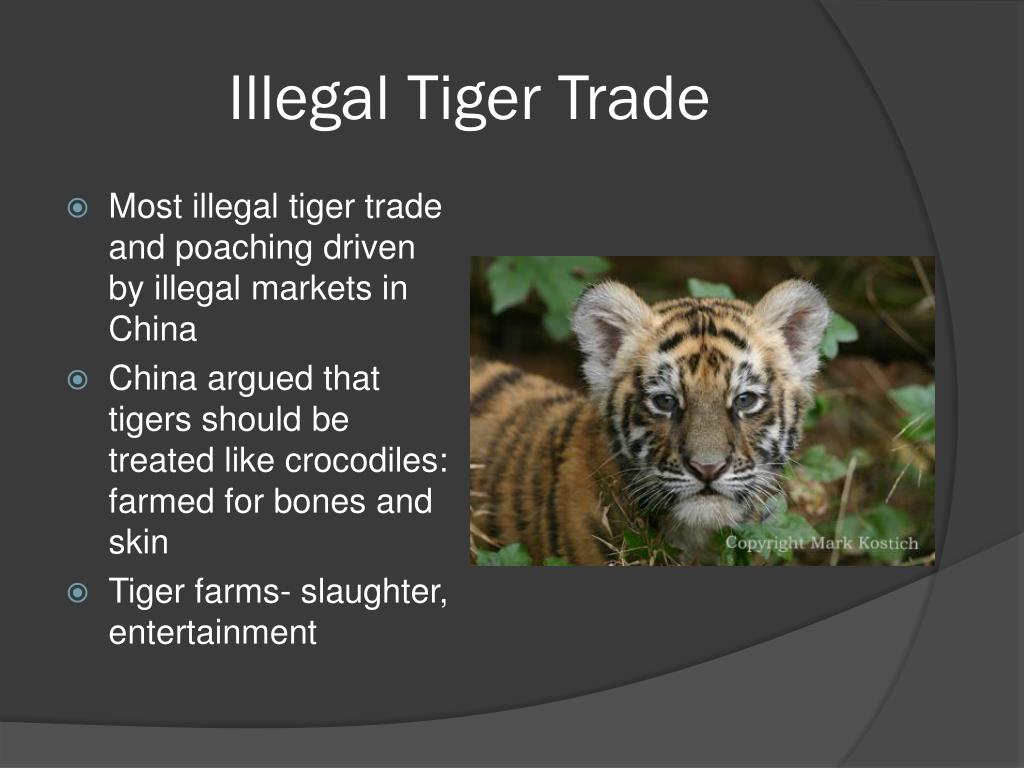 Illegal Tiger Trade
Most illegal tiger trade
and poaching driven
by illegal markets in
China
China argued that
tigers should be
treated like crocodiles:
farmed for bones and
skin
Tiger farms- slaughter,
entertainment
Copyright Mark Kostich